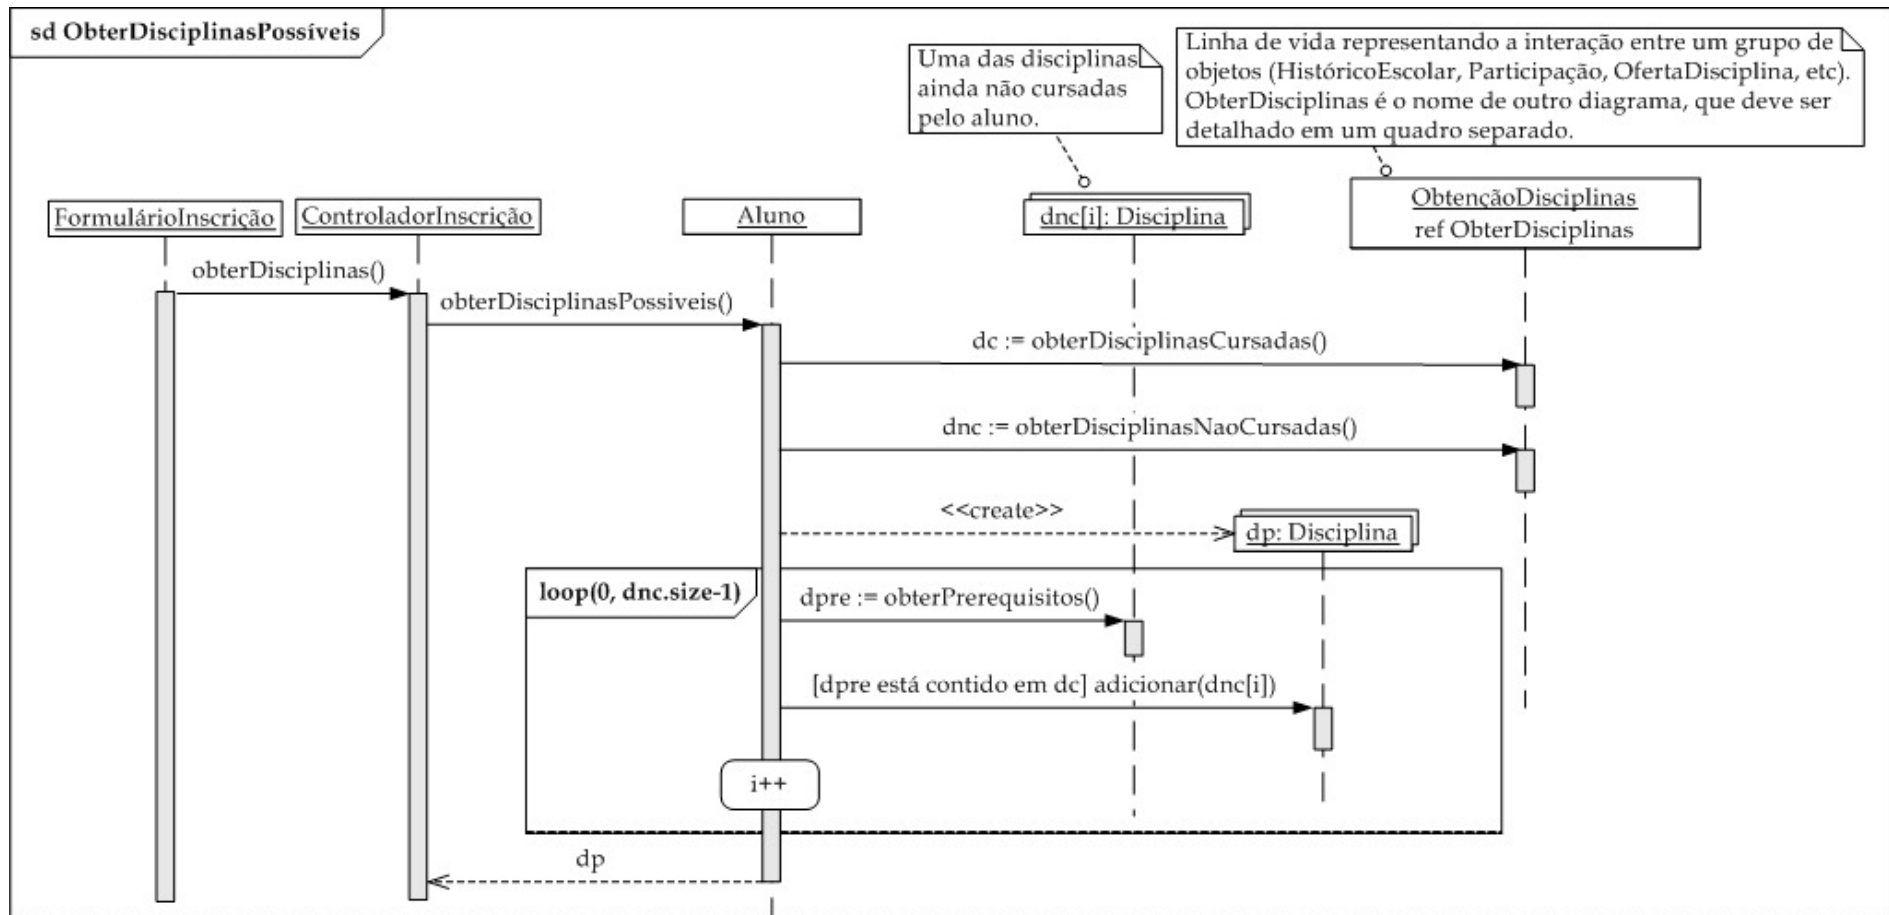 sd ObterDisciplinasPossíveis
Uma das disciplinas
ainda não cursadas
pelo aluno.
Linha de vida representando a interação entre um grupo de
objetos (HistóricoEscolar, Participação, OfertaDisciplina, etc).
ObterDisciplinas é o nome de outro diagrama, que deve ser
detalhado em um quadro separado.
FormulárioInscrição
ControladorInscrição
Aluno
dnc[i]: Disciplina
ObtençãoDisciplinas
ref ObterDisciplinas
obterDisciplinas()
obterDisciplinasPossiveis()
dc := obterDisciplinasCursadas()
dnc := obterDisciplinasNaoCursadas()
<<create>>
dp: Disciplina
loop(0, dnc.size-1)
dpre := obterPrerequisitos()
[dpre está contido em dc] adicionar(dnc[i])
i++
dp